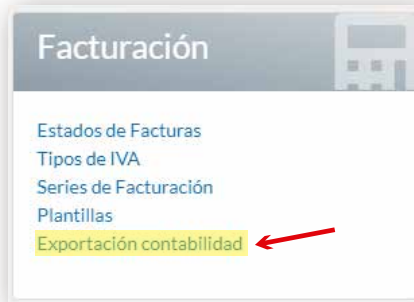 Facturación
Estados de Facturas
Tipos de IVA
Series de Facturación
Plantillas
Exportación contabilidad